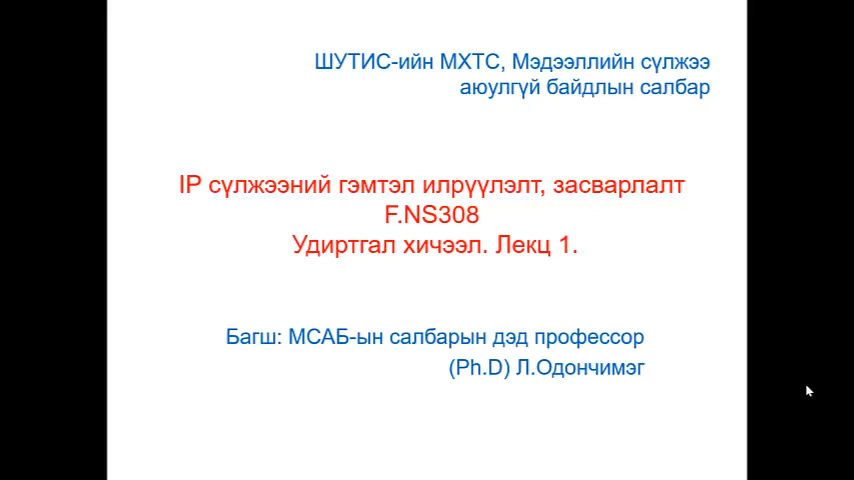 ШУТИС-ийн МХТС, Мэдээллийн сүлжээ
аюулгүй байдлын салбар
IP сүлжээний гэмтэл илрүүлэлт, засварлалт
F.NS308
Удиртгал хичээл. Лекц 1.
Багш: МСАБ-ын салбарын дэд профессор
(Ph.D) Л.Одончимэг